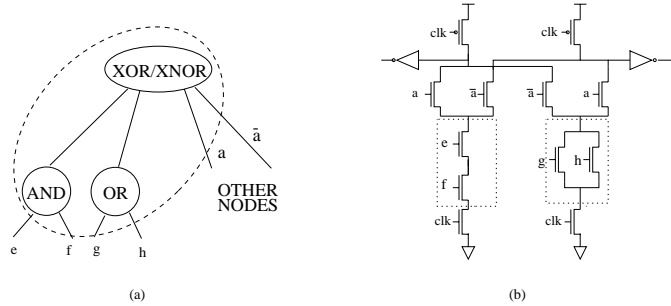 XOR/XNOR
ā
a
AND
OR
OTHER
NODES
e
f
g
h
(a)
clk
clk
a
ā
ā
a
e
g
h
f
clk
clk
(b)